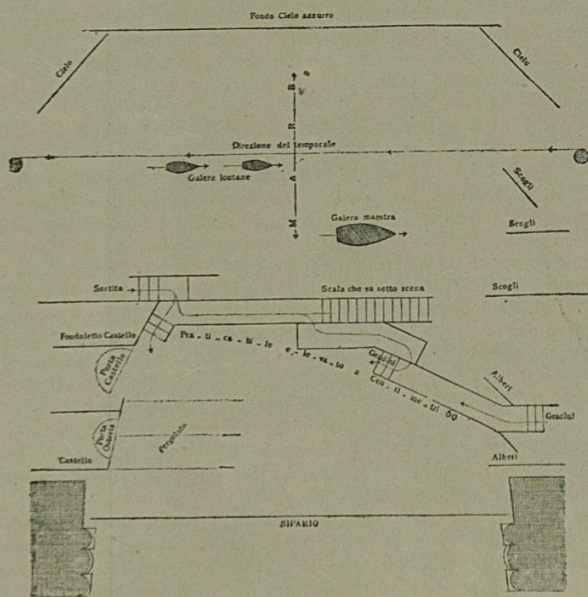 Fondo Cielo azzurro
Cielo
Cielo
MARE
Direzione del temporale
Galere lontane
Scogli
Galera maestra
Scogli
Sortita
Scala che va sotto scena
Scogli
Fondaletto Castello
Pra-ti-ca-bi-le e-le-va-to a Cen-ti-me-tri 60
Gradini
Porta Castello
Alberi
Gradini
Porta Osteria
Pergolato
Castello
Alberi
SIPARIO